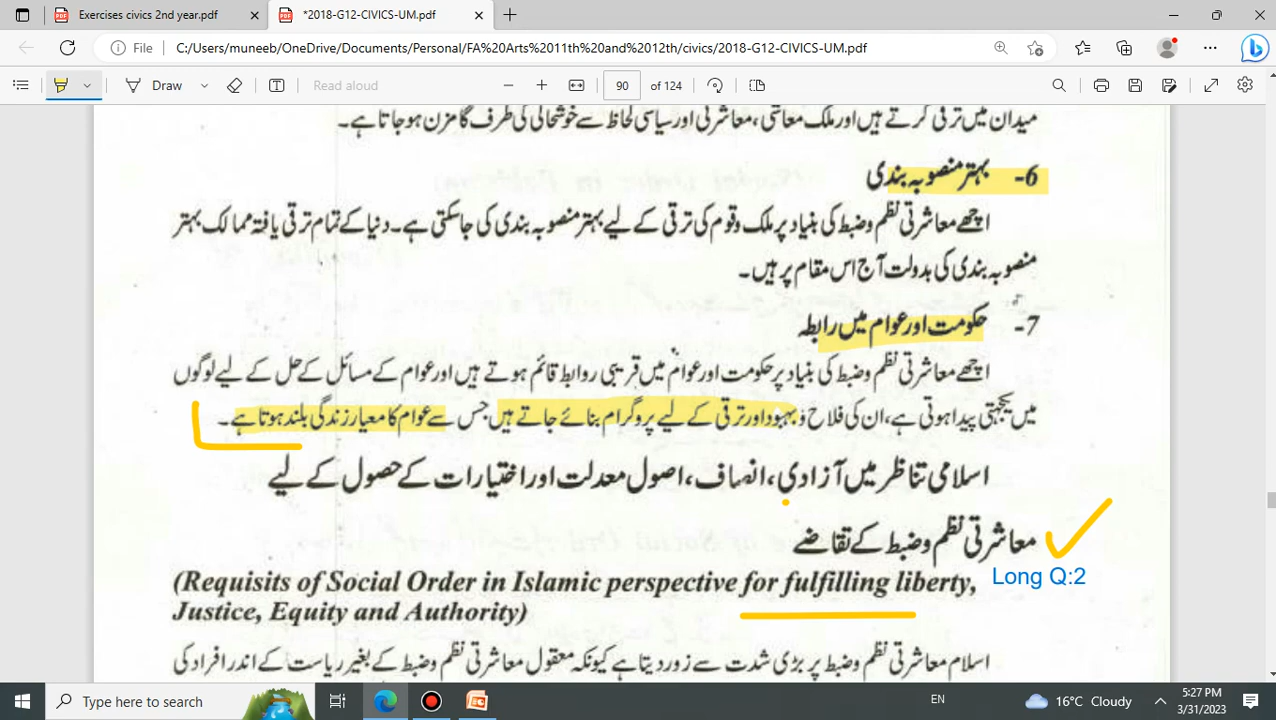 Exercises civics 2nd year.pdf
*2018-G12-CIVICS-UM.pdf
File
C:/Users/muneeb/OneDrive/Documents/Personal/FA%20Arts%2011th%20and%2012th/civics/2018-G12-CIVICS-UM.pdf
Draw
Read aloud
90 of 124
میدان میں ترقی کرتے ہیں اور ملک معاشی، معاشرتی اور سیاسی لحاظ سے خوشحالی کی طرف گامزن ہو جاتا ہے۔
6- بہتر منصوبہ بندی
اچھے معاشرتی نظم و ضبط کی بنیاد پر ملک و قوم کی ترقی کے لیے بہتر منصوبہ بندی کی جا سکتی ہے۔ دنیا کے تمام ترقی یافتہ ممالک بہتر
منصوبہ بندی کی بدولت آج اس مقام پر ہیں۔
7- حکومت اور عوام میں رابطہ
اچھے معاشرتی نظم و ضبط کی بنیاد پر حکومت اور عوام میں قریبی روابط قائم ہوتے ہیں اور عوام کے مسائل کے حل کے لیے لوگوں
میں یکجہتی پیدا ہوتی ہے، ان کی فلاح و بہبود اور ترقی کے لیے پروگرام بنائے جاتے ہیں جس سے عوام کا معیار زندگی بلند ہوتا ہے۔
اسلامی تناظر میں آزادی، انصاف، اصول معدلت اور اختیارات کے حصول کے لیے
معاشرتی نظم و ضبط کے تقاضے
Long Q:2
(Requisits of Social Order in Islamic perspective for fulfilling liberty,
Justice, Equity and Authority)
اسلام معاشرتی نظم و ضبط پر بڑی شدت سے زور دیتا ہے کیونکہ معقول معاشرتی نظم و ضبط کے بغیر ریاست کے اندر افراد کی
Type here to search
EN
16°C Cloudy
5:27 PM
3/31/2023